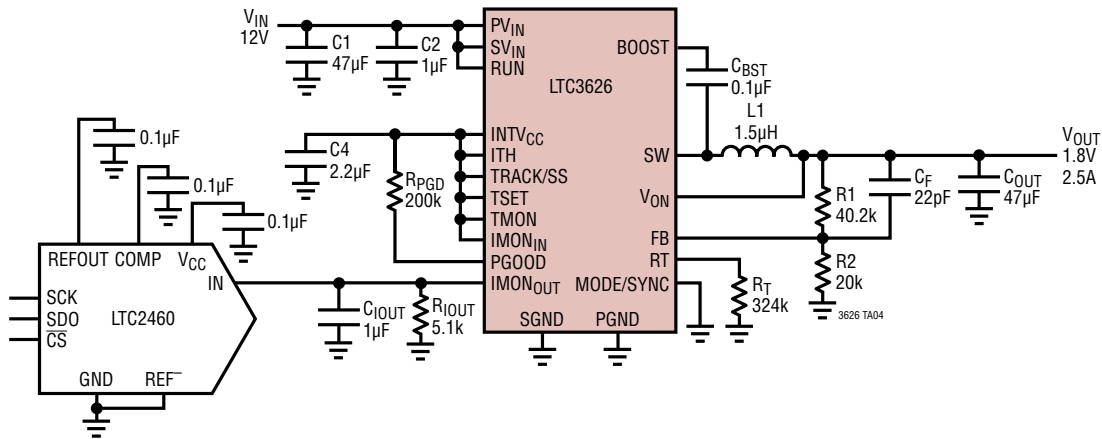 VIN
12V
C1
47µF
C2
1µF
PVIN
SVIN
RUN
BOOST
LTC3626
CBST
0.1µF
L1
1.5µH
VOUT
1.8V
2.5A
0.1µF
0.1µF
0.1µF
C4
2.2µF
RPGD
200k
INTVCC
ITH
TRACK/SS
TSET
TMON
IMONIN
PGOOD
IMONOUT
SW
VON
FB
RT
MODE/SYNC
SGND
PGND
R1
40.2k
CF
22pF
COUT
47µF
R2
20k
RT
324k
3626 TA04
REFOUT COMP VCC
IN
SCK
SDO
CS
LTC2460
GND
REF–
CIOUT
1µF
RIOUT
5.1k